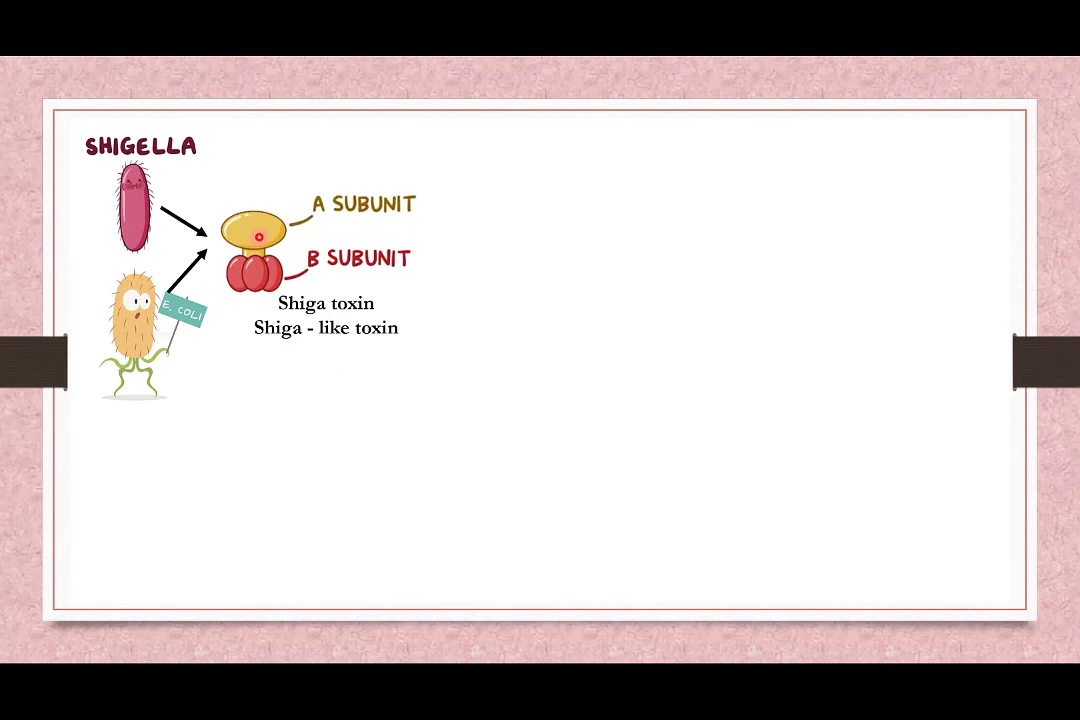 SHIGELLA
A SUBUNIT
B SUBUNIT
E. COLI
Shiga toxin
Shiga - like toxin